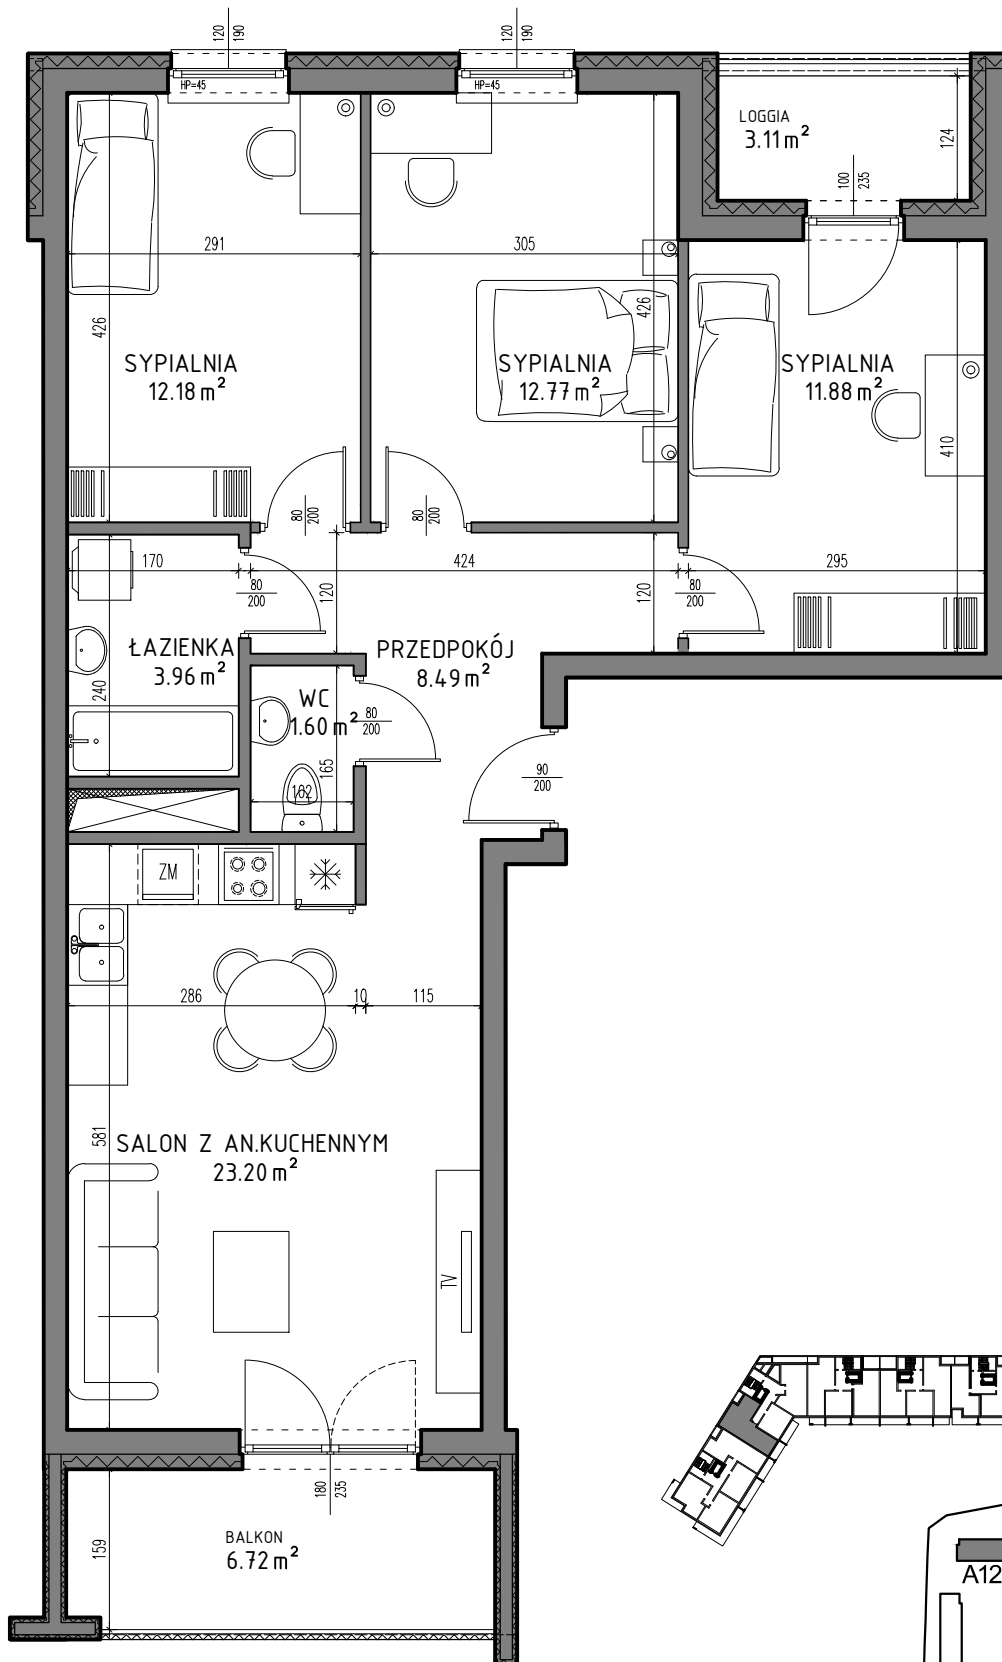 120
190
120
190
HP=45
HP=45
LOGGIA
3.11 m²
124
100
235
291
305
426
426
SYPIALNIA
12.18 m²
SYPIALNIA
12.77 m²
SYPIALNIA
11.88 m²
410
80
200
80
200
170
424
295
80
200
120
120
80
200
ŁAZIENKA
3.96 m²
PRZEDPOKÓJ
8.49 m²
240
WC
1.60 m²
80
200
165
102
90
200
ZM
286
10
115
581
SALON Z AN.KUCHENNYM
23.20 m²
TV
180
235
BALKON
6.72 m²
159
A12